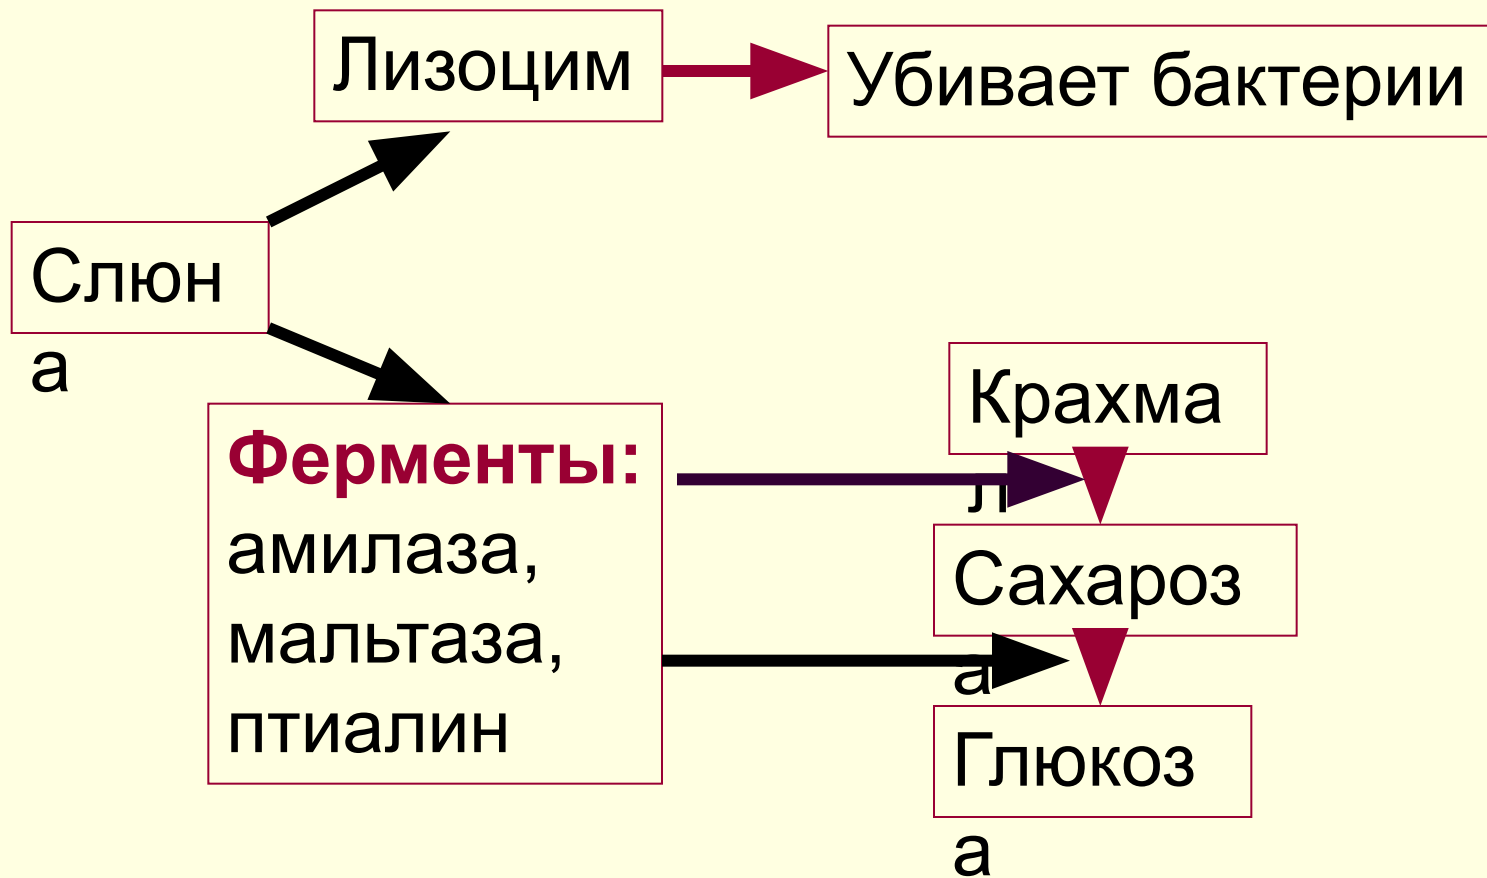 Лизоцим
Убивает бактерии
Слюн
а
Ферменты:
амилаза,
мальтаза,
птиалин
Крахма
л
Сахароз
а
Глюкоз
а